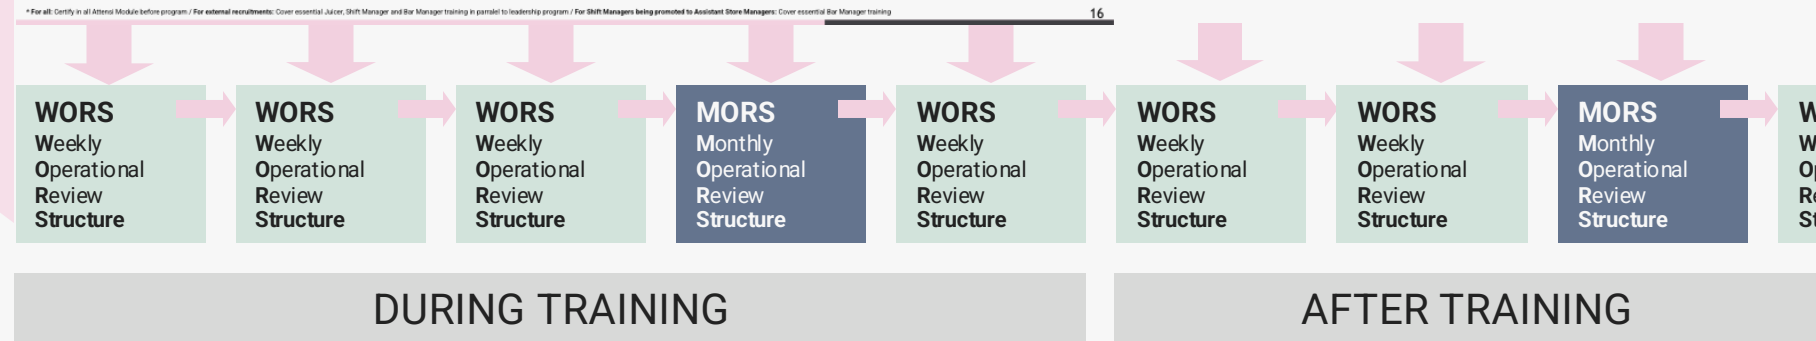 * For all: Certify in all Attensi Module before program / For external recruitments: Cover essential Juicer, Shift Manager and Bar Manager training in parralel to leadership program / For Shift Managers being promoted to Assistant Store Managers: Cover essential Bar Manager training
16
WORS
Weekly
Operational
Review
Structure
WORS
Weekly
Operational
Review
Structure
WORS
Weekly
Operational
Review
Structure
MORS
Monthly
Operational
Review
Structure
WORS
Weekly
Operational
Review
Structure
WORS
Weekly
Operational
Review
Structure
WORS
Weekly
Operational
Review
Structure
MORS
Monthly
Operational
Review
Structure
DURING TRAINING
AFTER TRAINING